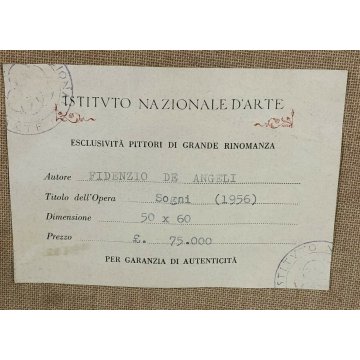 ISTITVTO NAZIONALE D'ARTE
ESCLUSIVITÀ PITTORI DI GRANDE RINOMANZA
Autore FIDENZIO DE ANGELI
Titolo dell'Opera Sogni (1956)
Dimensione 50 x 60
Prezzo £. 75.000
PER GARANZIA DI AUTENTICITÀ